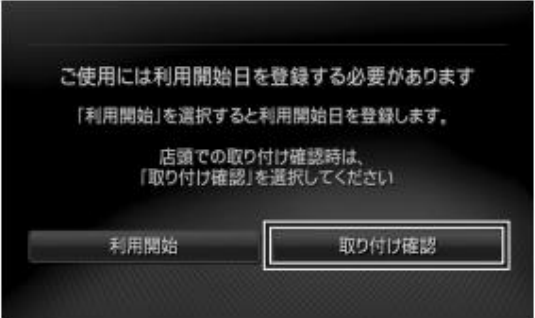 ご使用には利用開始日を登録する必要があります
「利用開始」を選択すると利用開始日を登録します。
店頭での取り付け確認時は、
「取り付け確認」を選択してください
利用開始
取り付け確認